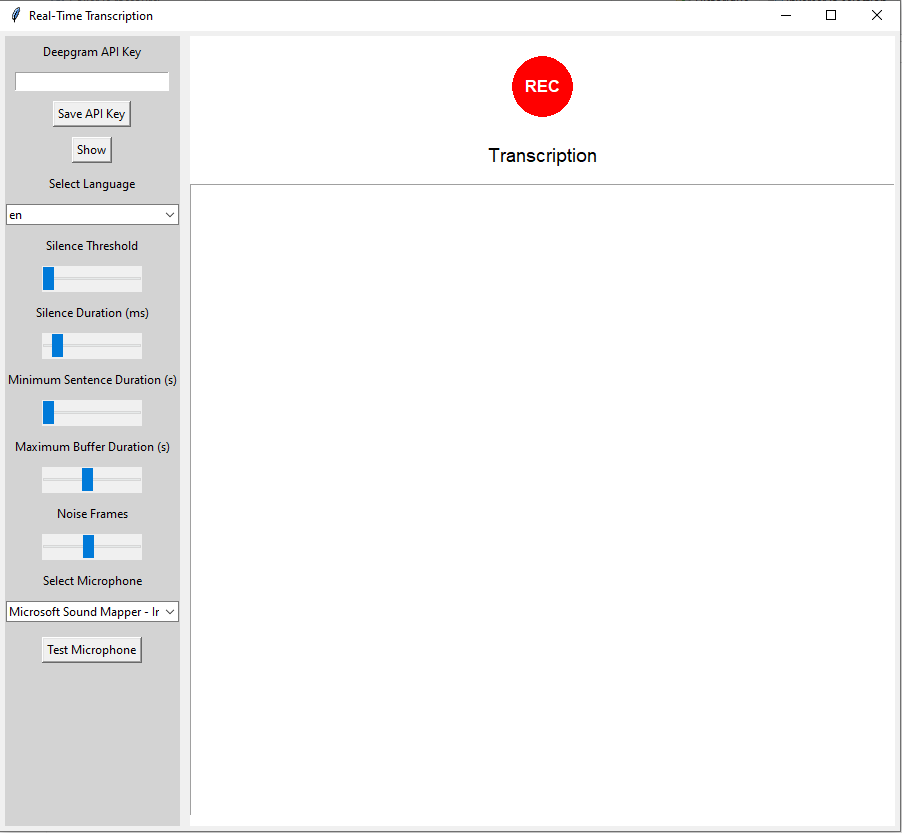 Real-Time Transcription
Deepgram API Key
Save API Key
Show
Select Language
en
Silence Threshold
Silence Duration (ms)
Minimum Sentence Duration (s)
Maximum Buffer Duration (s)
Noise Frames
Select Microphone
Microsoft Sound Mapper - Ir
Test Microphone
REC
Transcription